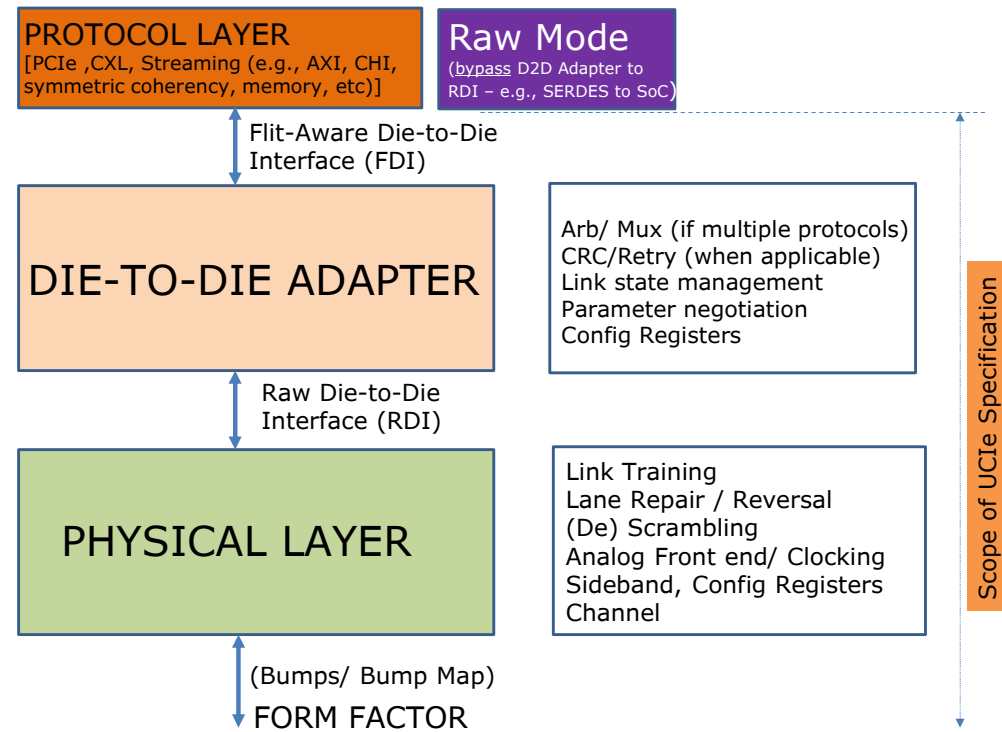 PROTOCOL LAYER
[PCIe ,CXL, Streaming (e.g., AXI, CHI,
symmetric coherency, memory, etc)]
Raw Mode
(bypass D2D Adapter to
RDI – e.g., SERDES to SoC)
Flit-Aware Die-to-Die
Interface (FDI)
DIE-TO-DIE ADAPTER
Arb/ Mux (if multiple protocols)
CRC/Retry (when applicable)
Link state management
Parameter negotiation
Config Registers
Raw Die-to-Die
Interface (RDI)
PHYSICAL LAYER
Link Training
Lane Repair / Reversal
(De) Scrambling
Analog Front end/ Clocking
Sideband, Config Registers
Channel
(Bumps/ Bump Map)
FORM FACTOR
Scope of UCIe Specification